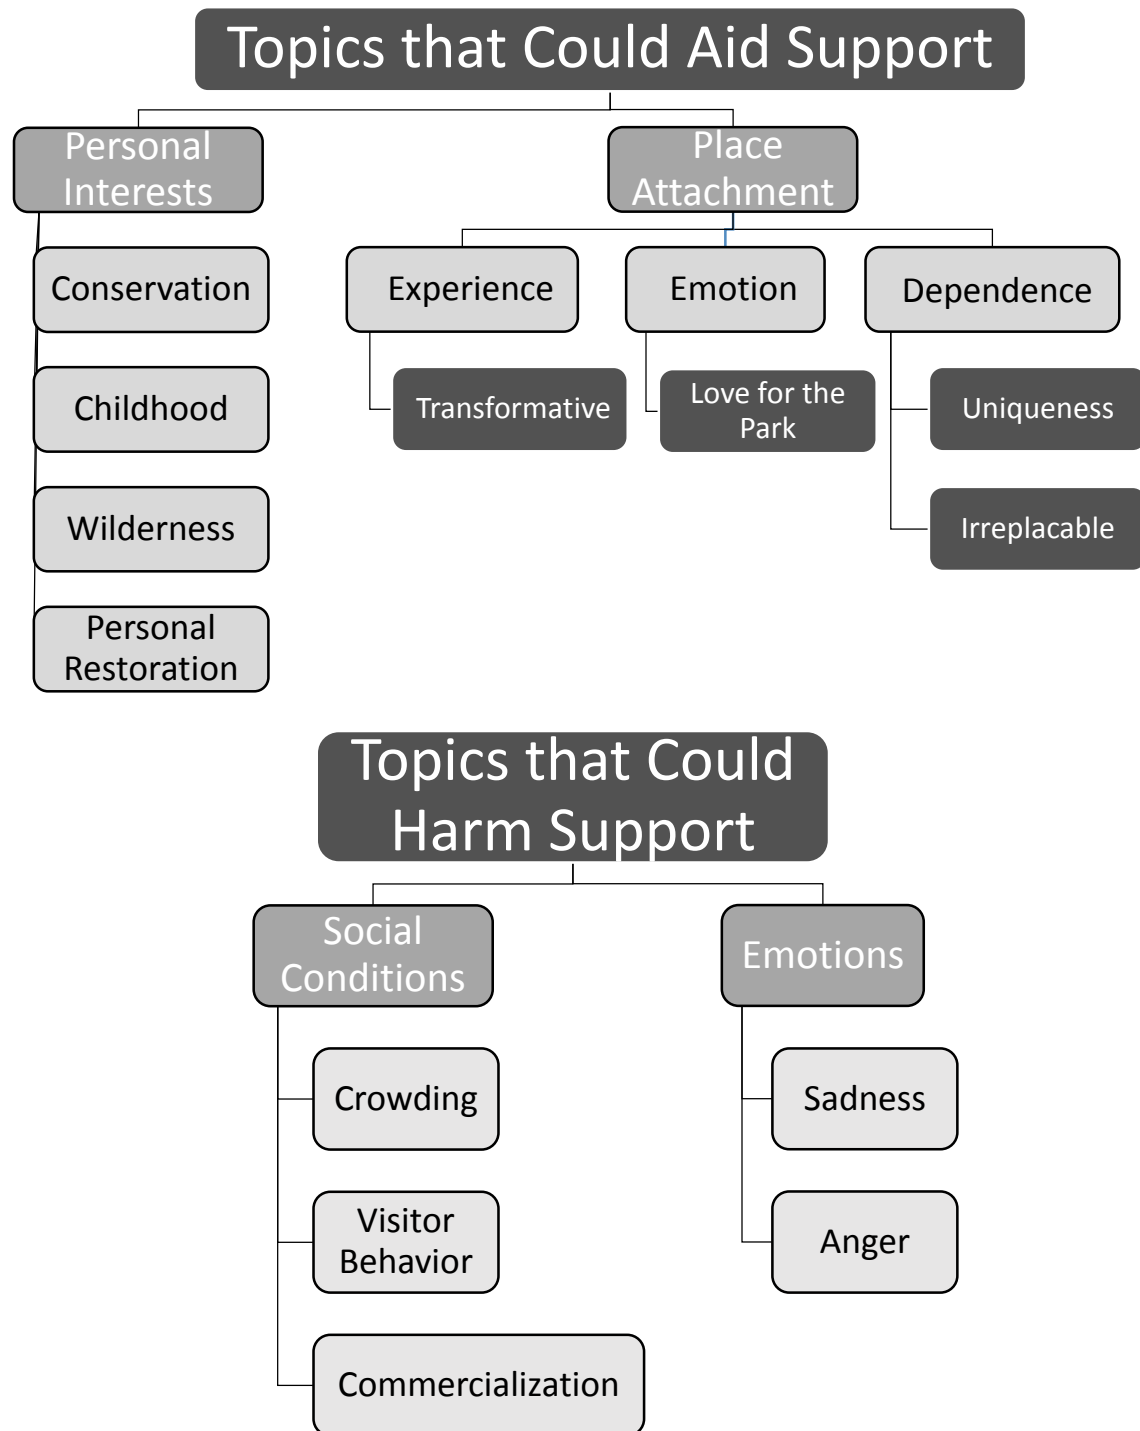 Topics that Could Aid Support
Personal
Interests
Place
Attachment
Conservation
Experience
Emotion
Dependence
Childhood
Transformative
Love for the
Park
Uniqueness
Wilderness
Irreplacable
Personal
Restoration
Topics that Could
Harm Support
Social
Conditions
Emotions
Crowding
Sadness
Visitor
Behavior
Anger
Commercialization